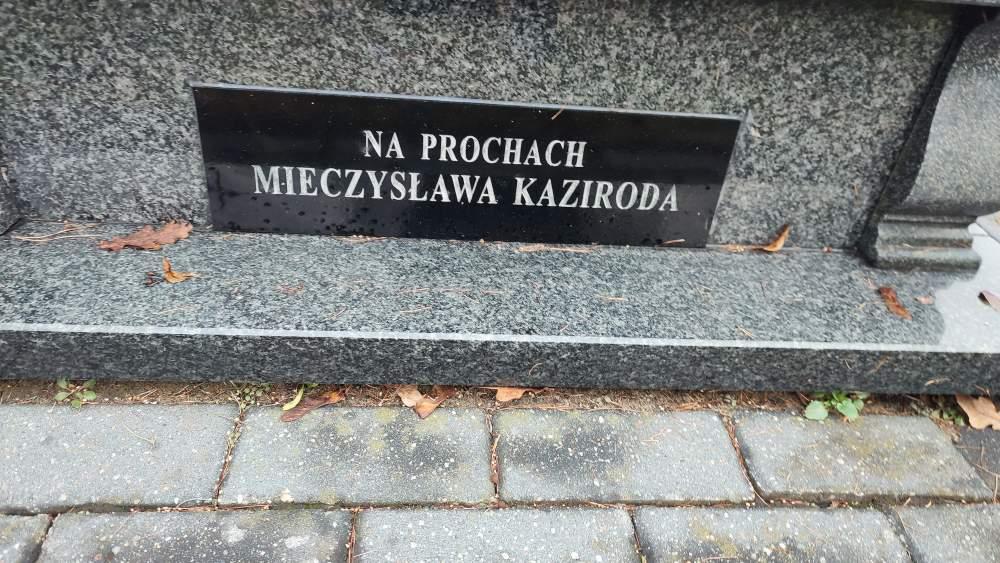 NA PROCHACH
MIECZYSŁAWA KAZIRODA